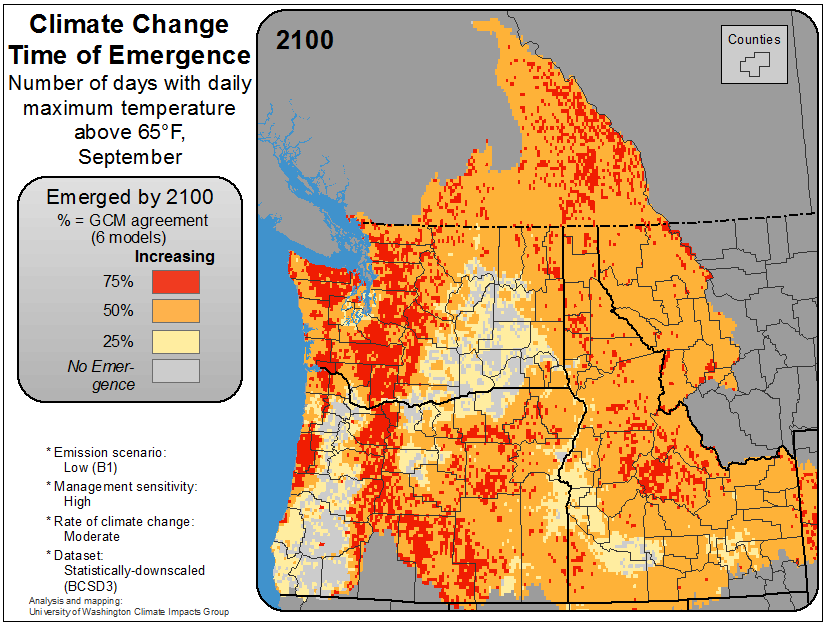 Climate Change
Time of Emergence
Number of days with daily
maximum temperature
above 65°F,
September
Emerged by 2100
% = GCM agreement
(6 models)
Increasing
75%
50%
25%
No Emer-
gence
* Emission scenario:
Low (B1)
* Management sensitivity:
High
* Rate of climate change:
Moderate
* Dataset:
Statistically-downscaled
(BCSD3)
Analysis and mapping:
University of Washington Climate Impacts Group
2100
Counties